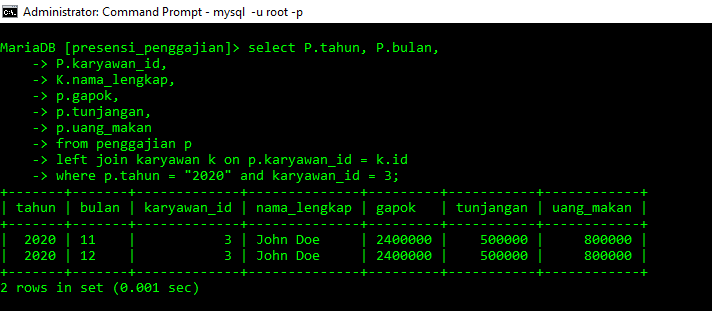 Administrator: Command Prompt - mysql  -u root -p
MariaDB [presensi_penggajian]> select P.tahun, P.bulan,
    -> P.karyawan_id,
    -> K.nama_lengkap,
    -> p.gapok,
    -> p.tunjangan,
    -> p.uang_makan
    -> from penggajian p
    -> left join karyawan k on p.karyawan_id = k.id
    -> where p.tahun = "2020" and karyawan_id = 3;
+-------+-------+-------------+--------------+---------+-----------+------------+
| tahun | bulan | karyawan_id | nama_lengkap | gapok   | tunjangan | uang_makan |
+-------+-------+-------------+--------------+---------+-----------+------------+
|  2020 | 11    |           3 | John Doe     | 2400000 |    500000 |     800000 |
|  2020 | 12    |           3 | John Doe     | 2400000 |    500000 |     800000 |
+-------+-------+-------------+--------------+---------+-----------+------------+
2 rows in set (0.001 sec)